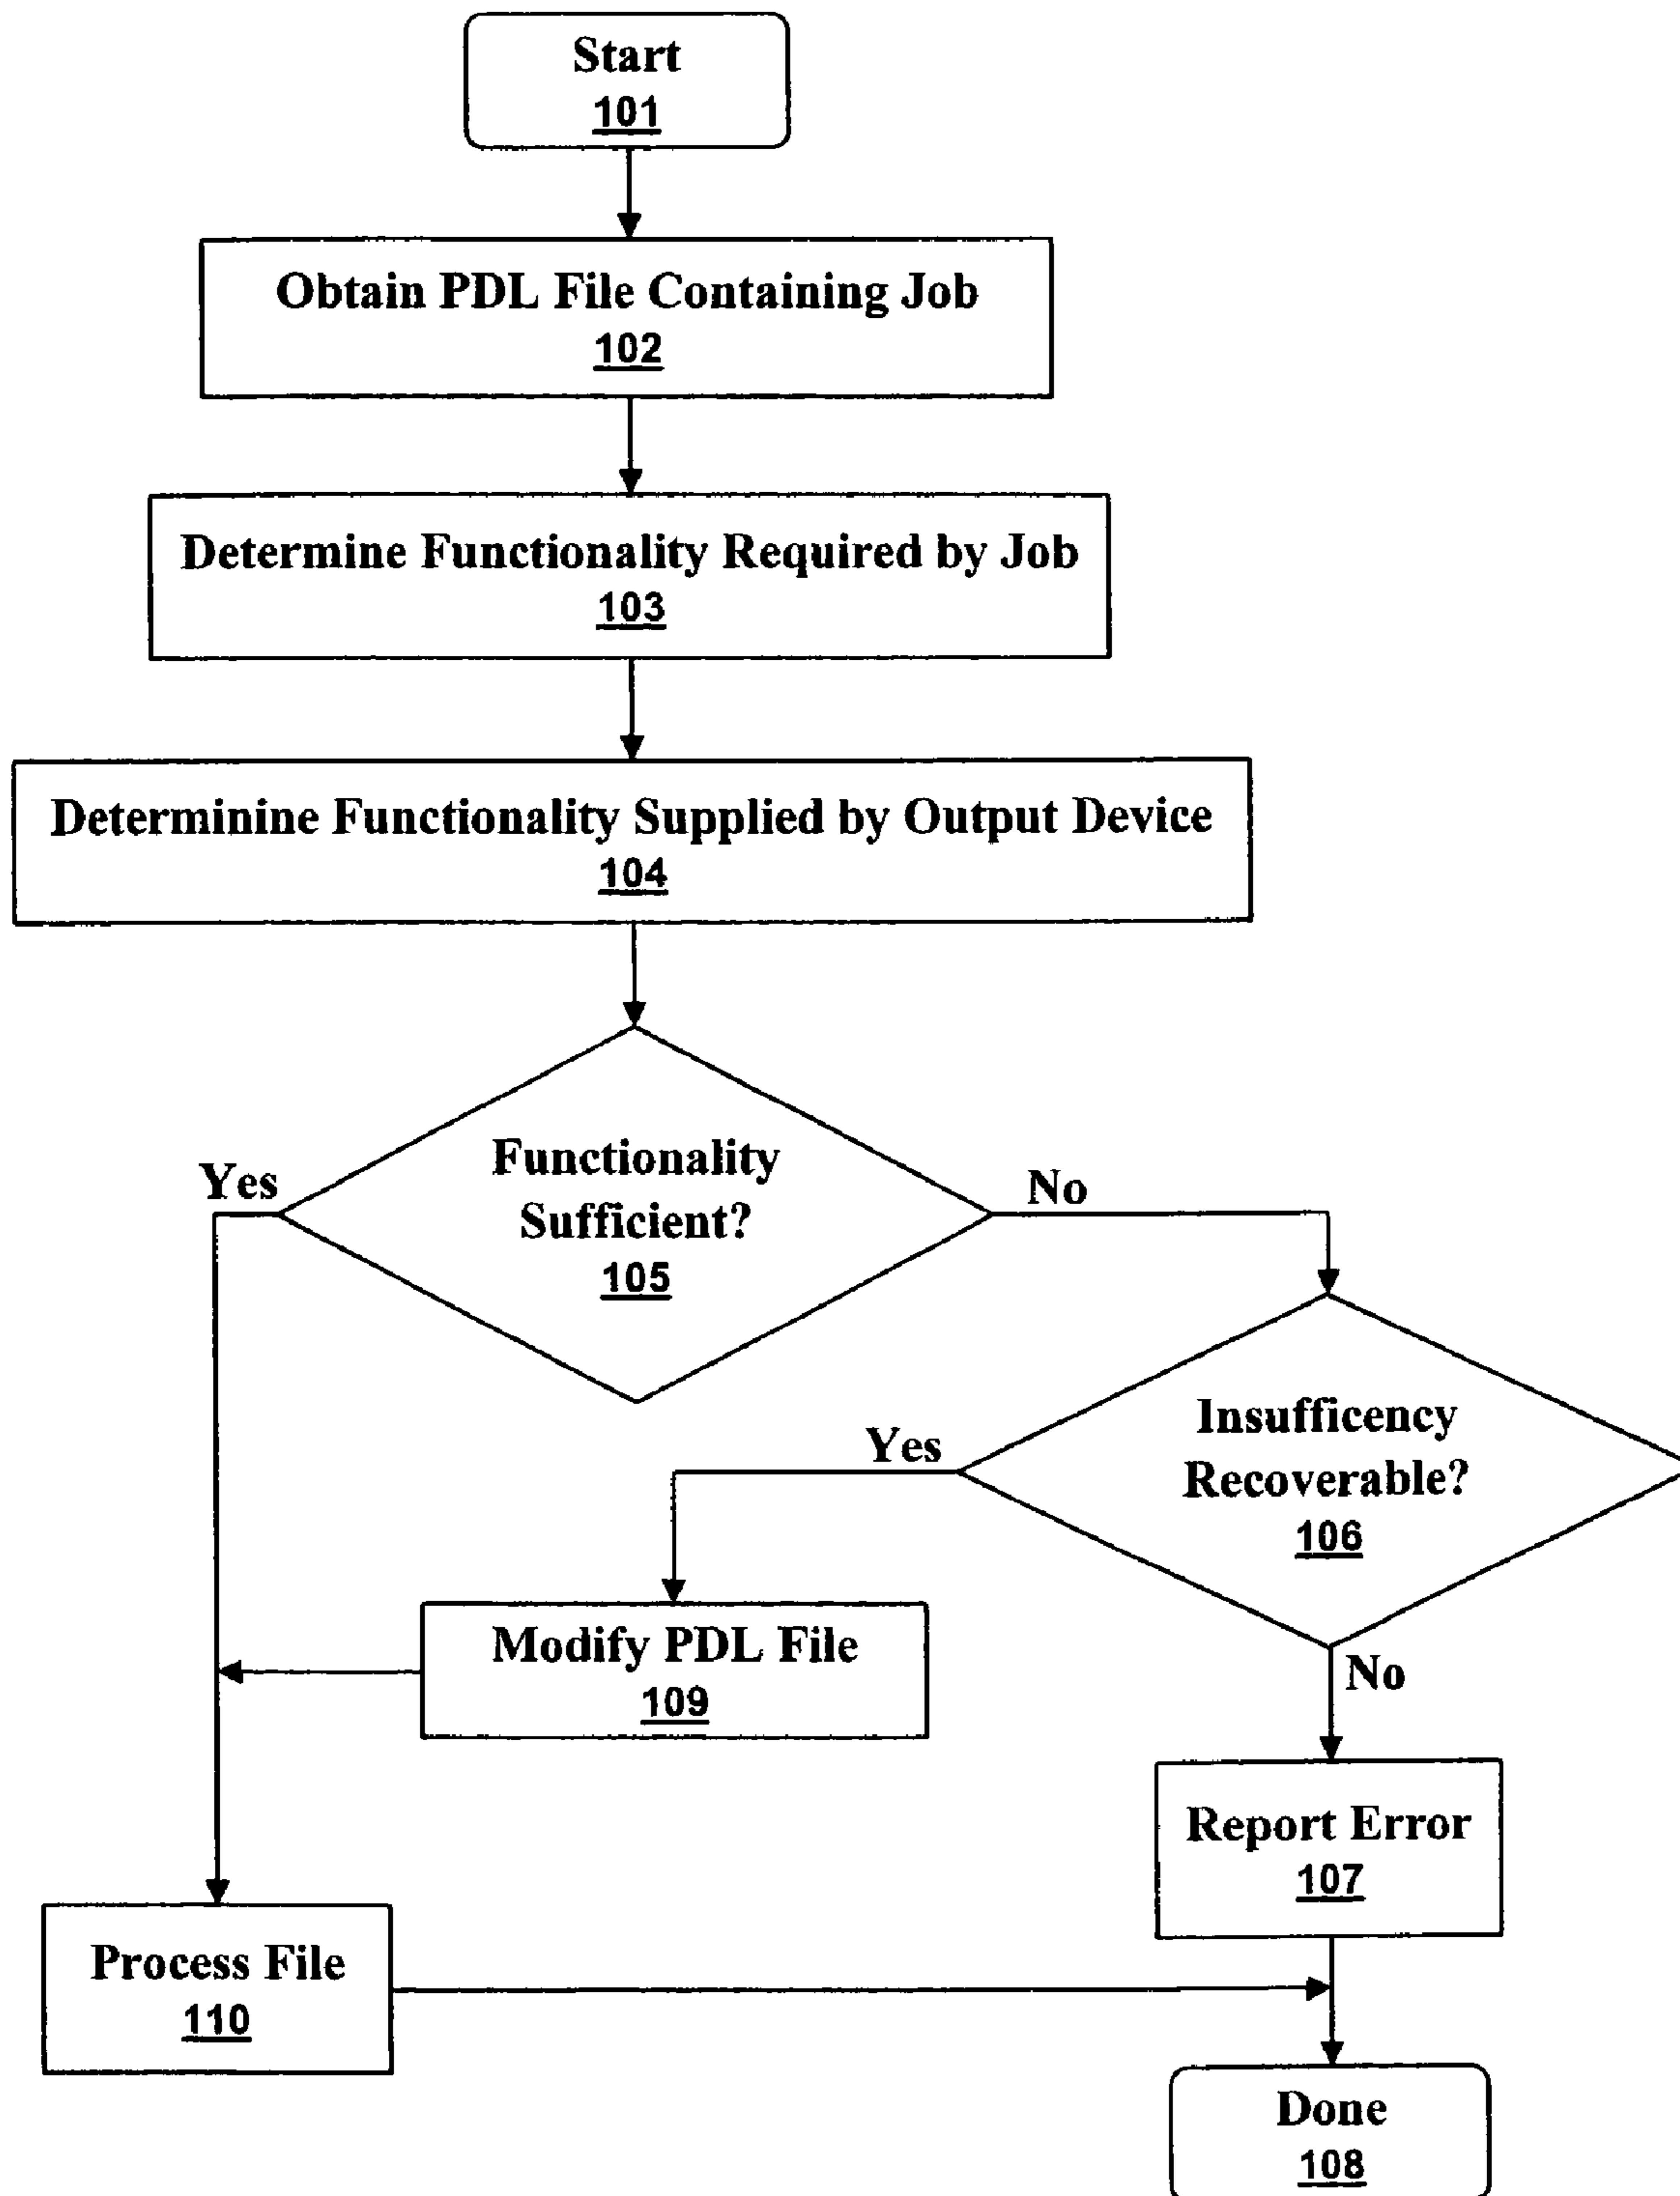 Start
101
Obtain PDL File Containing Job
102
Determine Functionality Required by Job
103
Determinine Functionality Supplied by Output Device
104
Functionality
Sufficient?
105
Yes
No
Insufficency
Recoverable?
106
Yes
No
Modify PDL File
109
Report Error
107
Process File
110
Done
108